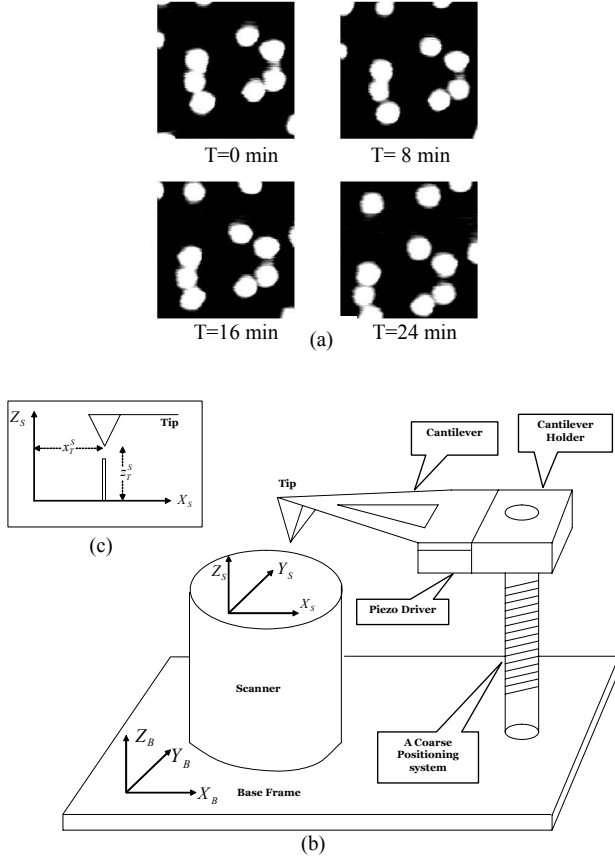 T=0 min
T= 8 min
T=16 min
T=24 min
(a)
Z_S
Tip
x_T^S
z_T^S
X_S
(c)
Cantilever
Cantilever
Holder
Tip
Z_S
Y_S
X_S
Piezo Driver
Scanner
A Coarse
Positioning
system
Z_B
Y_B
X_B
Base Frame
(b)